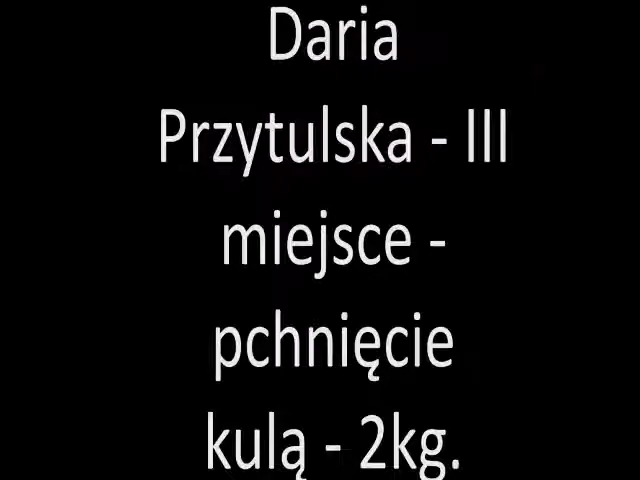 Daria
Przytulska - III
miejsce -
pchnięcie
kulą - 2kg.